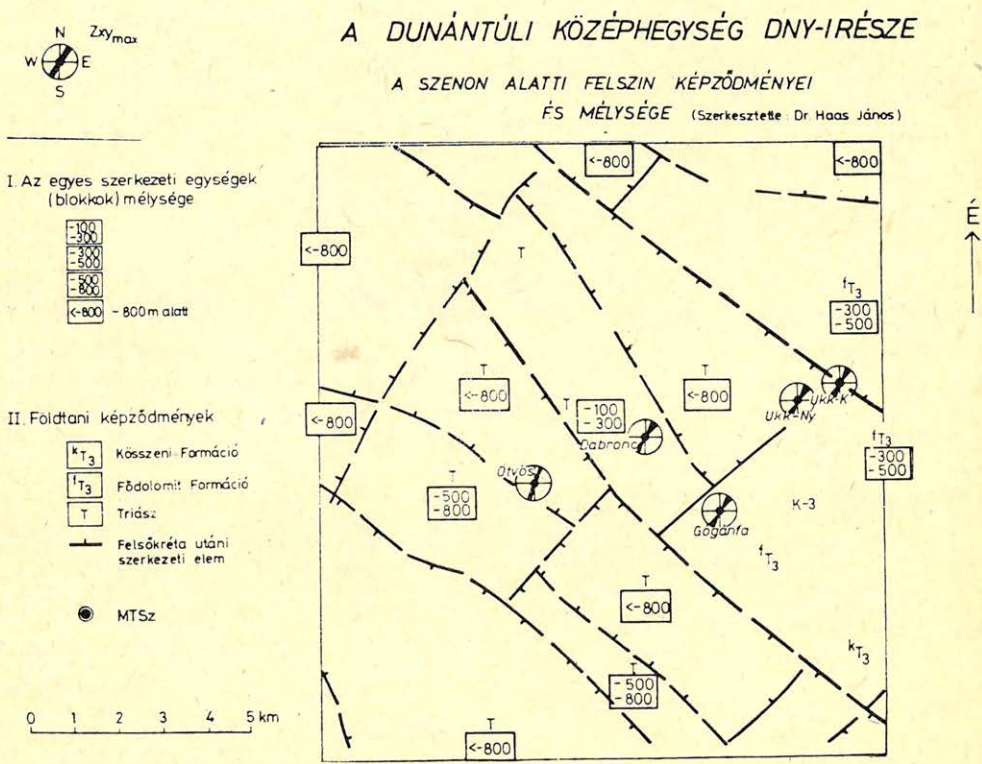 Zxy max
N
W E
S
A DUNÁNTÚLI KÖZÉPHEGYSÉG DNY-I RÉSZE
A SZENON ALATTI FELSZIN KÉPZŐDMÉNYEI
ÉS MÉLYSÉGE (Szerkesztette: Dr. Haas János)
I. Az egyes szerkezeti egységek
(blokkok) mélysége
-100
-300
-300
-500
-500
-800
<-800 -800 m alatt
II. Földtani képződmények
kT3 Kösszeni Formáció
fT3 Fődolomit Formáció
T Triász
Felsőkréta utáni
szerkezeti elem
MTSz
0 1 2 3 4 5 km
<-800
<-800
É
<-800
T
fT3
-300
-500
T
<-800
T
<-800
Ukk-K
Ukk-Ny
<-800
T
-100
-300
Dabronc
fT3
-300
-500
Ötvös
T
-500
-800
K-3
Gógánfa
fT3
T
<-800
kT3
T
-500
-800
T
<-800